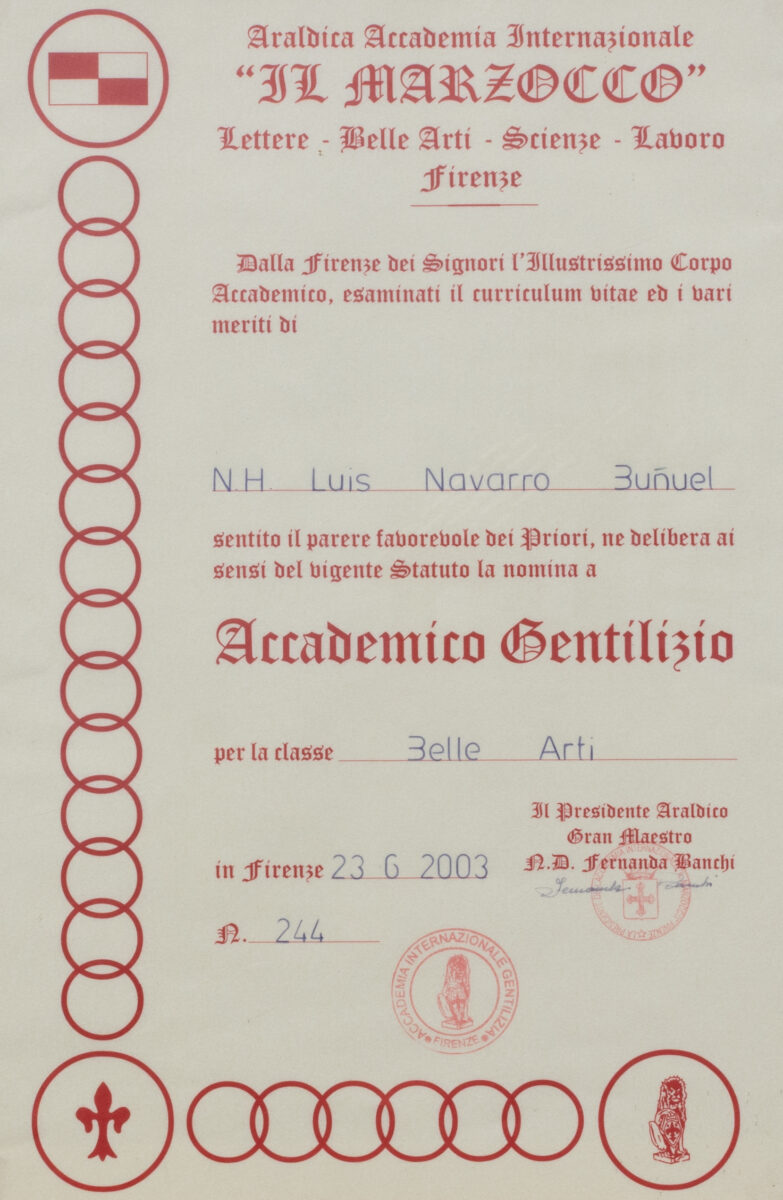 Araldica Accademia Internazionale
“IL MARZOCCO”
Lettere - Belle Arti - Scienze - Lavoro
Firenze
Dalla Firenze dei Signori l'Illustrissimo Corpo
Accademico, esaminati il curriculum vitae ed i vari
meriti di
N.H. Luis Navarro Buñuel
sentito il parere favorevole dei Priori, ne delibera ai
sensi del vigente Statuto la nomina a
Accademico Gentilizio
per la classe Belle Arti
Il Presidente Araldico
Gran Maestro
N.D. Fernanda Banchi
in Firenze 23 6 2003
N. 244
ACCADEMIA INTERNAZIONALE GENTILIZIA
FIRENZE